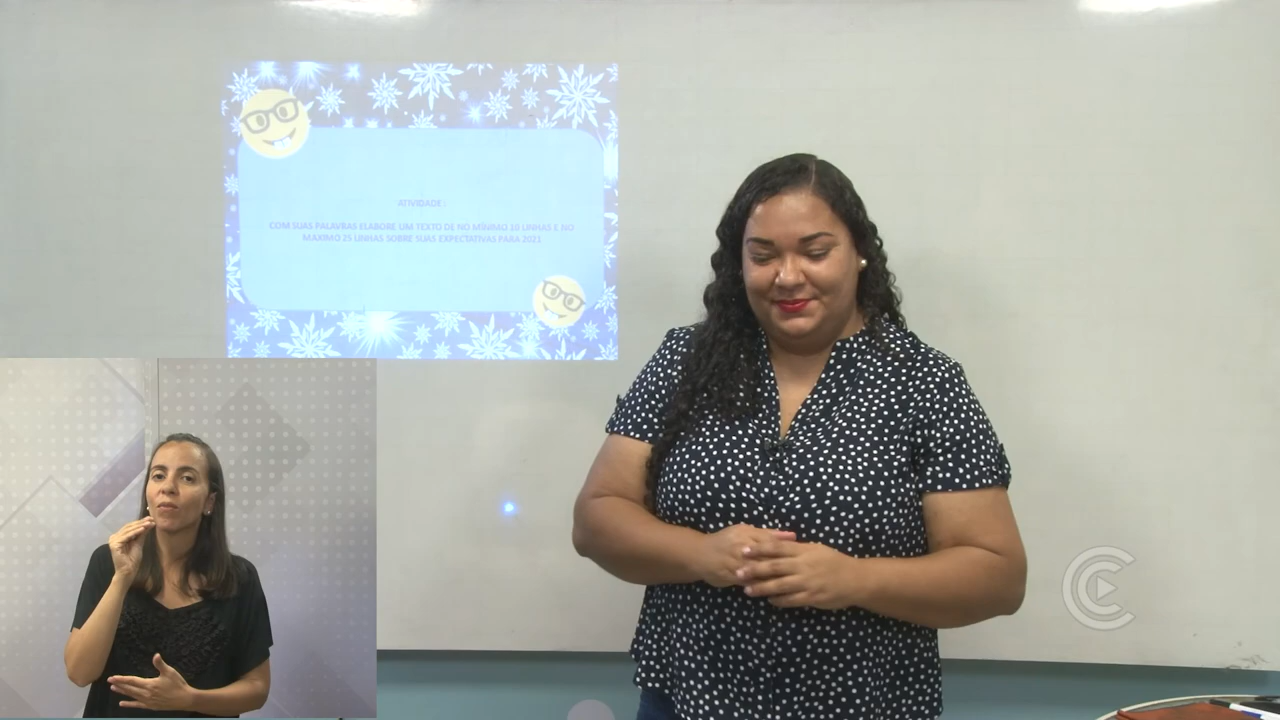 ATIVIDADE:
COM SUAS PALAVRAS ELABORE UM TEXTO DE NO MÍNIMO 10 LINHAS E NO
MAXIMO 25 LINHAS SOBRE SUAS EXPECTATIVAS PARA 2021